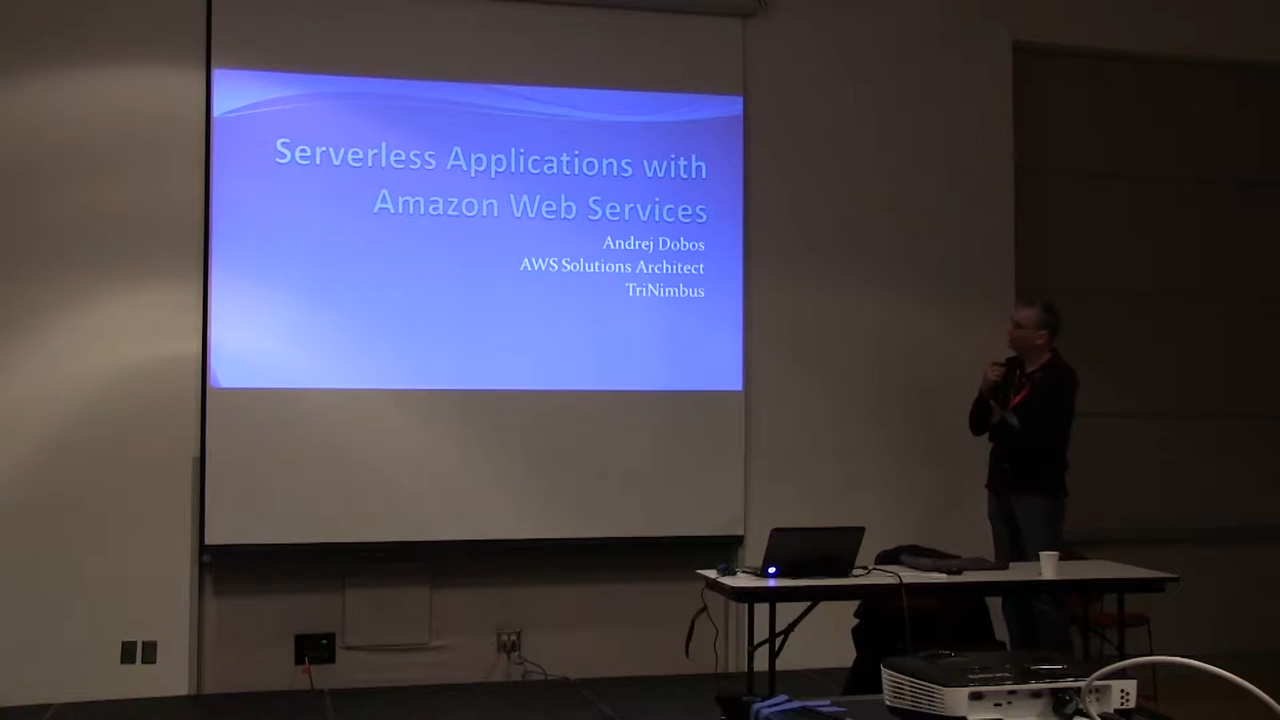 Serverless Applications with
Amazon Web Services
Andrej Dobos
AWS Solutions Architect
TriNimbus